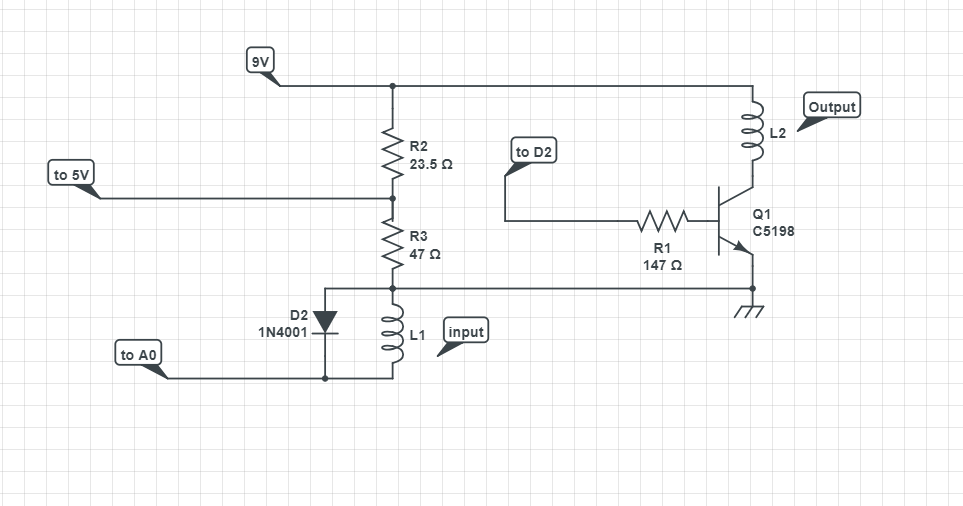 9V
to 5V
R2
23.5 Ω
to D2
Output
L2
Q1
C5198
R1
147 Ω
R3
47 Ω
D2
1N4001
L1
input
to A0